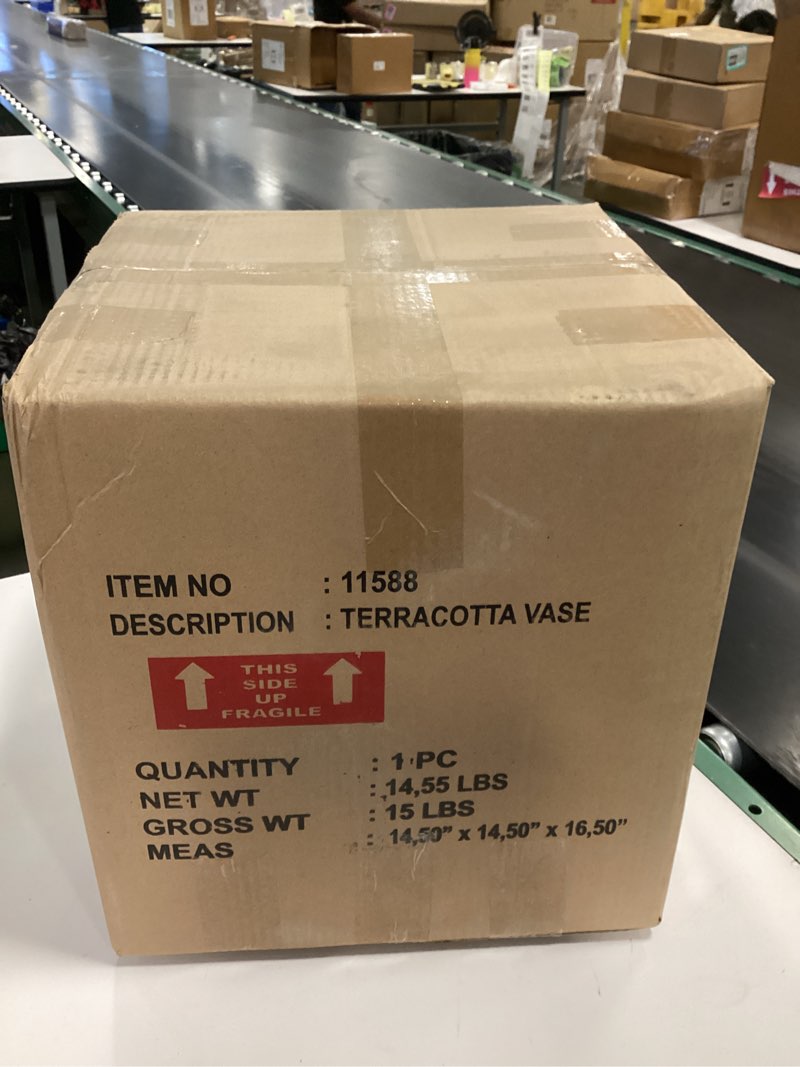 ITEM NO : 11588
DESCRIPTION : TERRACOTTA VASE
THIS
SIDE
UP
FRAGILE
QUANTITY : 1 PC
NET WT : 14,55 LBS
GROSS WT : 15 LBS
MEAS : 14,50” x 14,50” x 16,50”